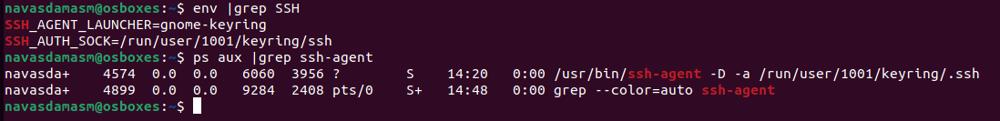 navasdamasm@osboxes:~$ env |grep SSH
SSH_AGENT_LAUNCHER=gnome-keyring
SSH_AUTH_SOCK=/run/user/1001/keyring/ssh
navasdamasm@osboxes:~$ ps aux |grep ssh-agent
navasda+    4574  0.0  0.0   6060  3956 ?        S    14:20   0:00 /usr/bin/ssh-agent -D -a /run/user/1001/keyring/.ssh
navasda+    4899  0.0  0.0   9284  2408 pts/0    S+   14:48   0:00 grep --color=auto ssh-agent
navasdamasm@osboxes:~$